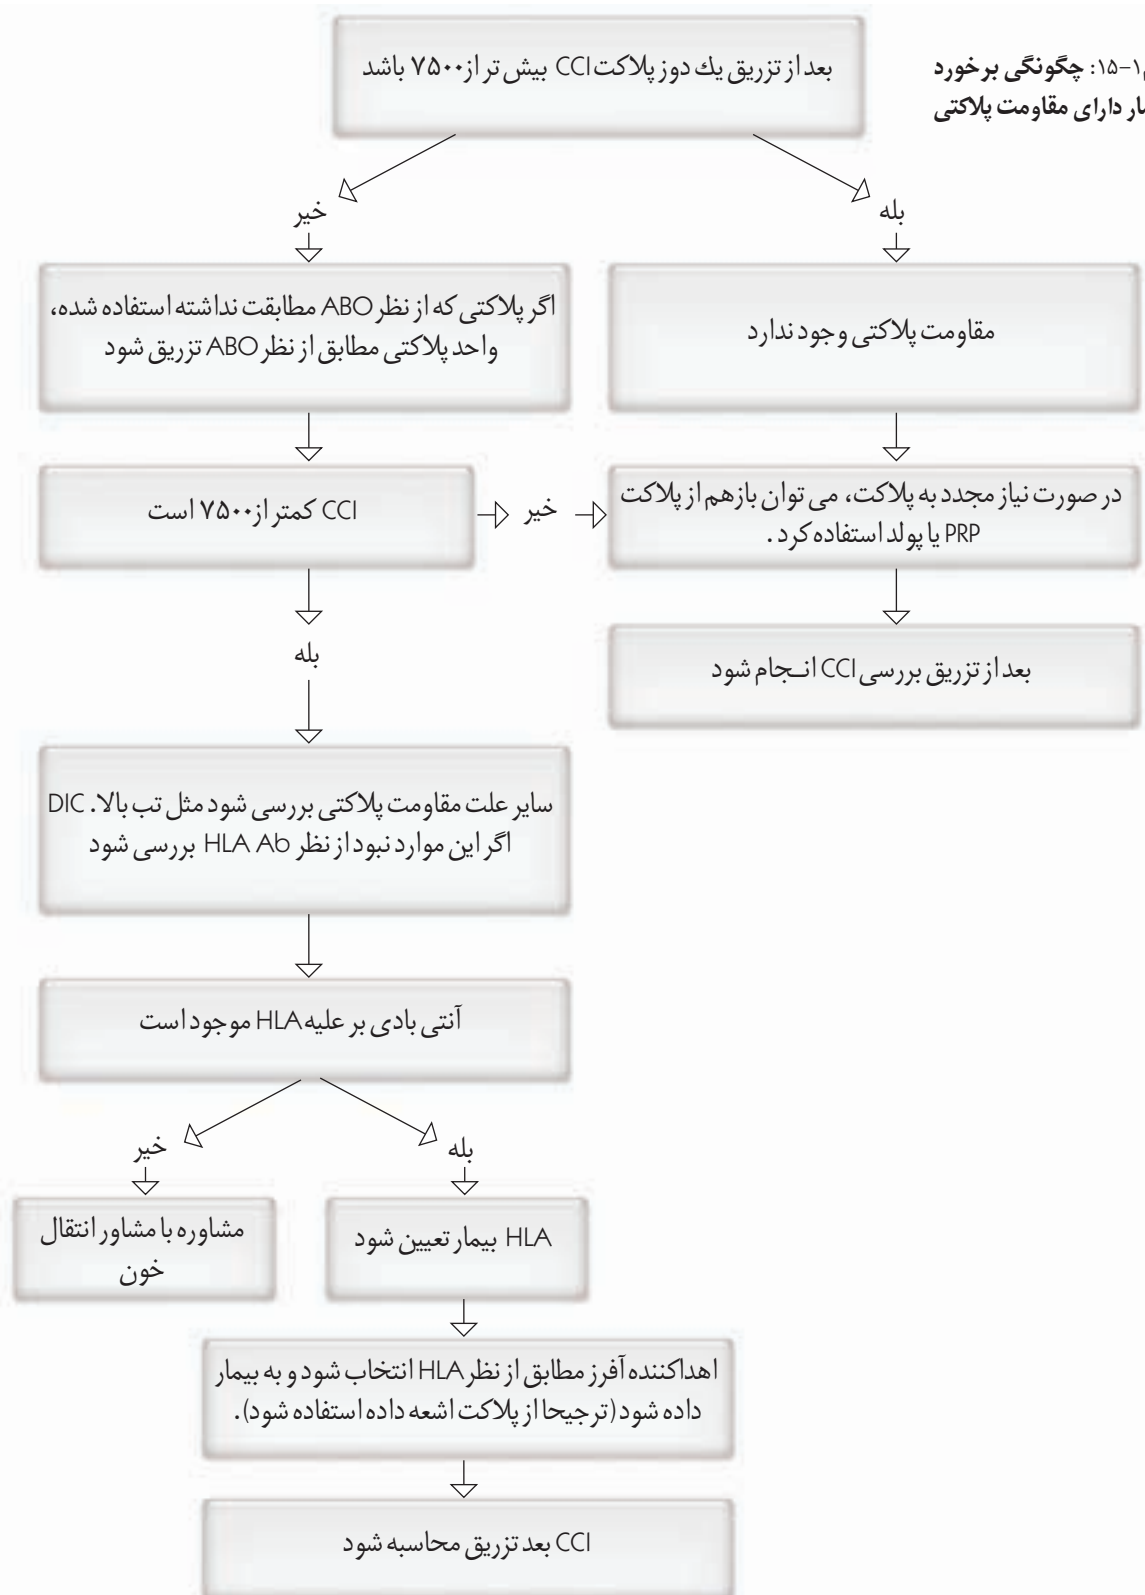 ۱-۱۵: چگونگی برخورد
دارای مقاومت پلاکتی
بعد از تزریق یك دوز پلاکت CCI بیش تر از ۷۵۰۰ باشد
بله
خیر
مقاومت پلاکتی وجود ندارد
اگر پلاکتی که از نظر ABO مطابقت نداشته استفاده شده،
واحد پلاکتی مطابق از نظر ABO تزریق شود
در صورت نیاز مجدد به پلاکت، می توان بازهم از پلاکت
PRP یا پولد استفاده کرد .
خیر
CCI کمتر از ۷۵۰۰ است
بعد از تزریق بررسی CCI انـجام شود
بله
سایر علت مقاومت پلاکتی بررسی شود مثل تب بالا. DIC
اگر این موارد نبود از نظر HLA Ab بررسی شود
آنتی بادی بر علیه HLA موجود است
بله
خیر
HLA بیمار تعیین شود
مشاوره با مشاور انتقال
خون
اهداکننده آفرز مطابق از نظر HLA انتخاب شود و به بیمار
داده شود (ترجیحا از پلاکت اشعه داده استفاده شود).
CCI بعد تزریق محاسبه شود